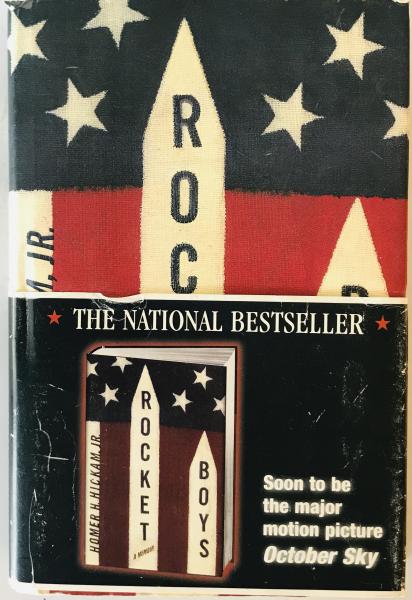 ROC
M, JR.
THE NATIONAL BESTSELLER
HOMER H. HICKAM, JR.
ROCKET
A MEMOIR
BOYS
Soon to be
the major
motion picture
October Sky